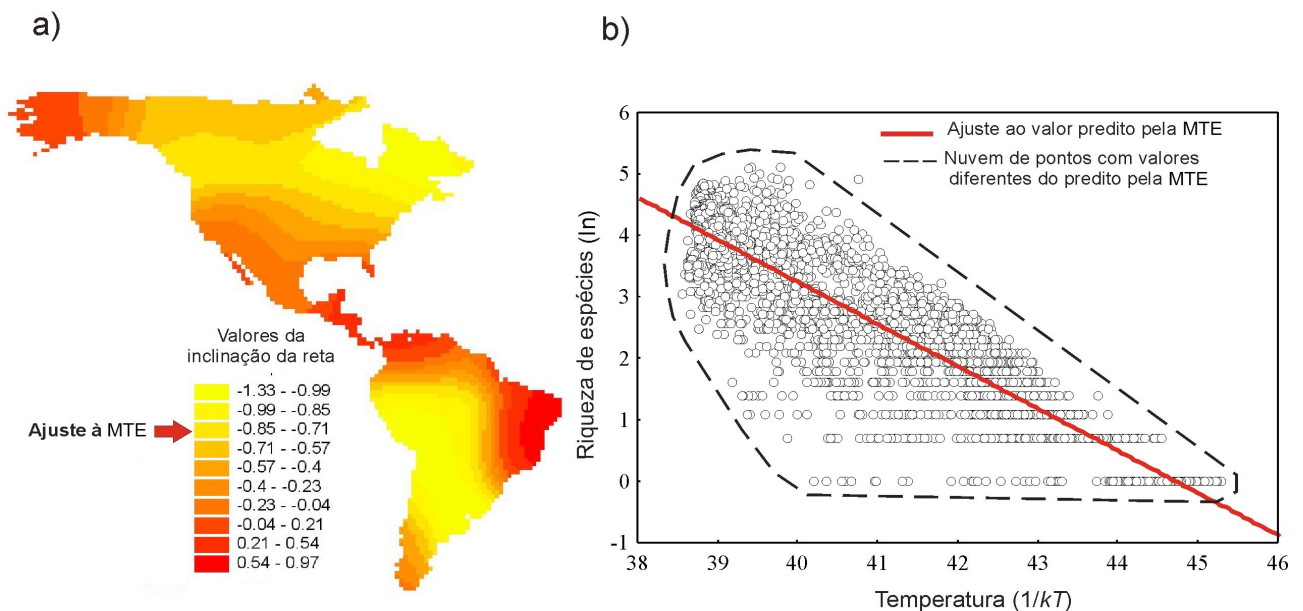 a)
Valores da
inclinação da reta
-1.33 - -0.99
-0.99 - -0.85
Ajuste à MTE
-0.85 - -0.71
-0.71 - -0.57
-0.57 - -0.4
-0.4 - -0.23
-0.23 - -0.04
-0.04 - 0.21
0.21 - 0.54
0.54 - 0.97
b)
Riqueza de espécies (ln)
6
5
4
3
2
1
0
-1
Ajuste ao valor predito pela MTE
Nuvem de pontos com valores
diferentes do predito pela MTE
38 39 40 41 42 43 44 45 46
Temperatura (1/kT)